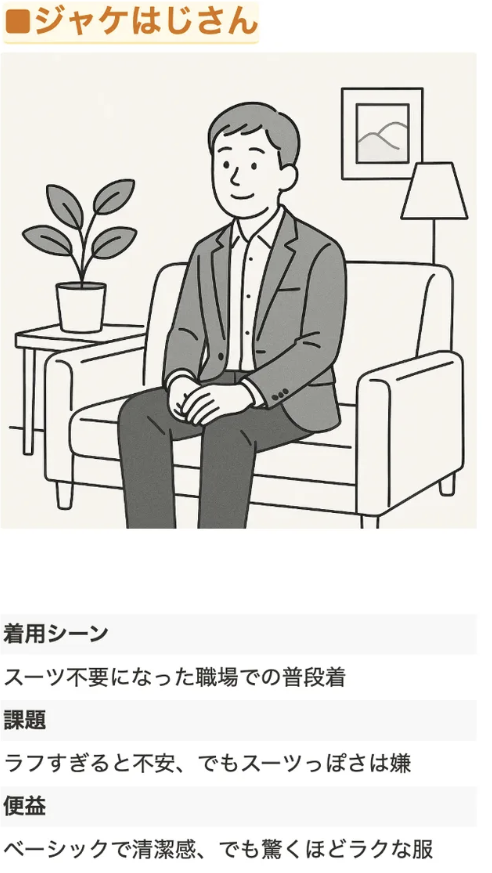 ■ジャケはじさん
着用シーン
スーツ不要になった職場での普段着
課題
ラフすぎると不安、でもスーツっぽさは嫌
便益
ベーシックで清潔感、でも驚くほどラクな服